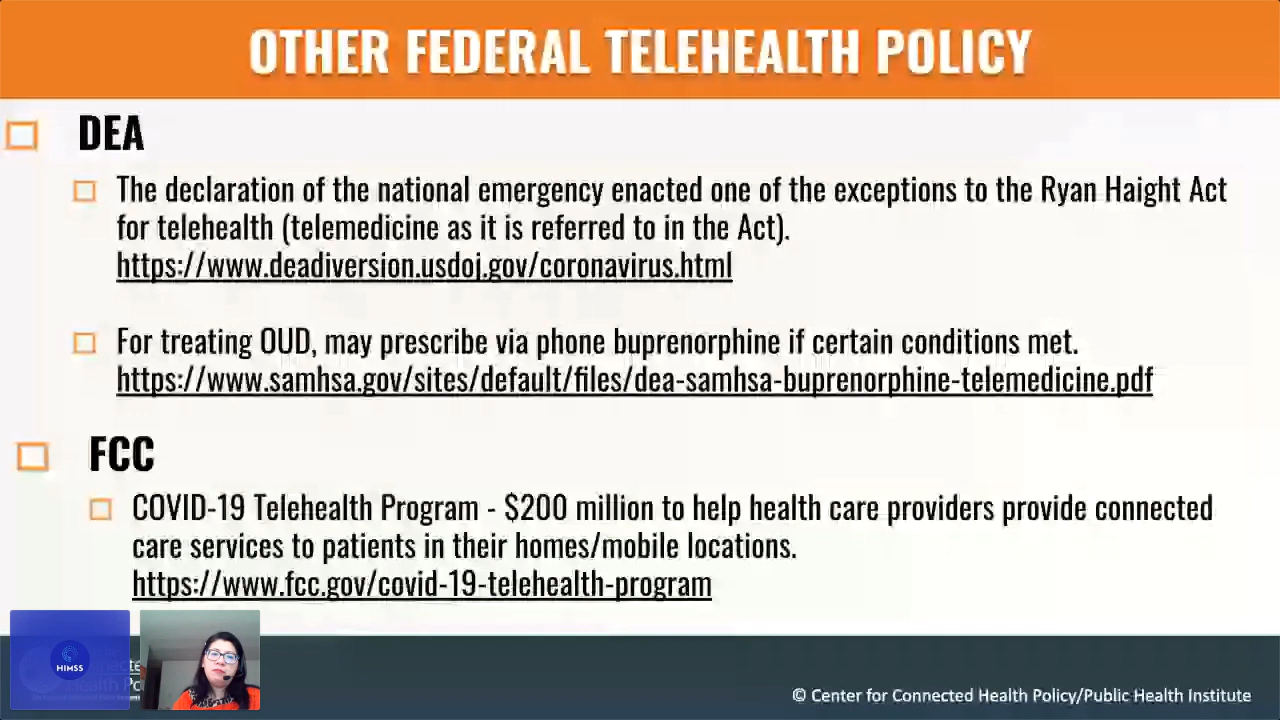 OTHER FEDERAL TELEHEALTH POLICY
DEA
The declaration of the national emergency enacted one of the exceptions to the Ryan Haight Act
for telehealth (telemedicine as it is referred to in the Act).
https://www.deadiversion.usdoj.gov/coronavirus.html
For treating OUD, may prescribe via phone buprenorphine if certain conditions met.
https://www.samhsa.gov/sites/default/files/dea-samhsa-buprenorphine-telemedicine.pdf
FCC
COVID-19 Telehealth Program - $200 million to help health care providers provide connected
care services to patients in their homes/mobile locations.
https://www.fcc.gov/covid-19-telehealth-program
HIMSS
© Center for Connected Health Policy/Public Health Institute